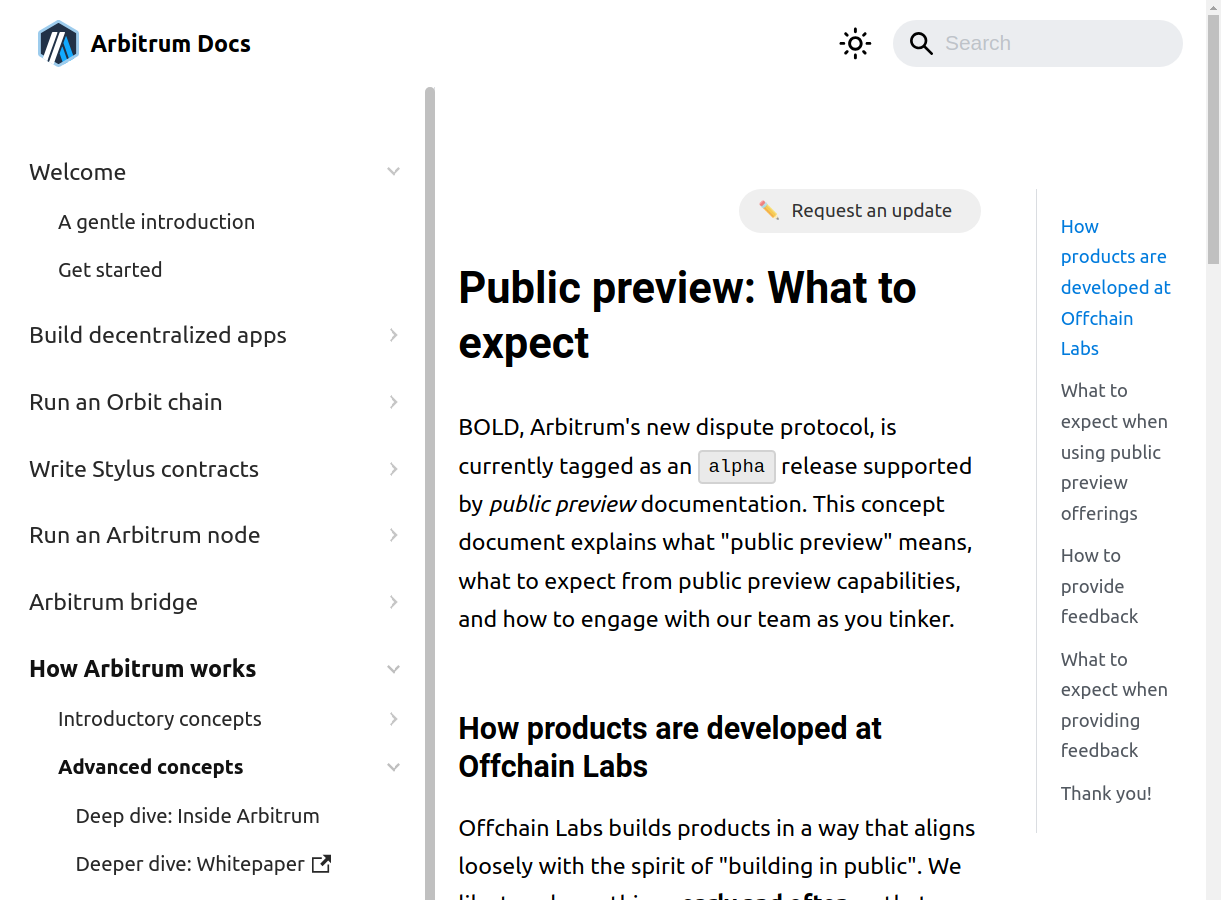 Arbitrum Docs
Search
Welcome
A gentle introduction
Get started
Build decentralized apps
Run an Orbit chain
Write Stylus contracts
Run an Arbitrum node
Arbitrum bridge
How Arbitrum works
Introductory concepts
Advanced concepts
Deep dive: Inside Arbitrum
Deeper dive: Whitepaper
Request an update
Public preview: What to
expect
BOLD, Arbitrum's new dispute protocol, is
currently tagged as an alpha release supported
by public preview documentation. This concept
document explains what "public preview" means,
what to expect from public preview capabilities,
and how to engage with our team as you tinker.
How products are developed at
Offchain Labs
Offchain Labs builds products in a way that aligns
loosely with the spirit of "building in public". We
How
products are
developed at
Offchain
Labs
What to
expect when
using public
preview
offerings
How to
provide
feedback
What to
expect when
providing
feedback
Thank you!